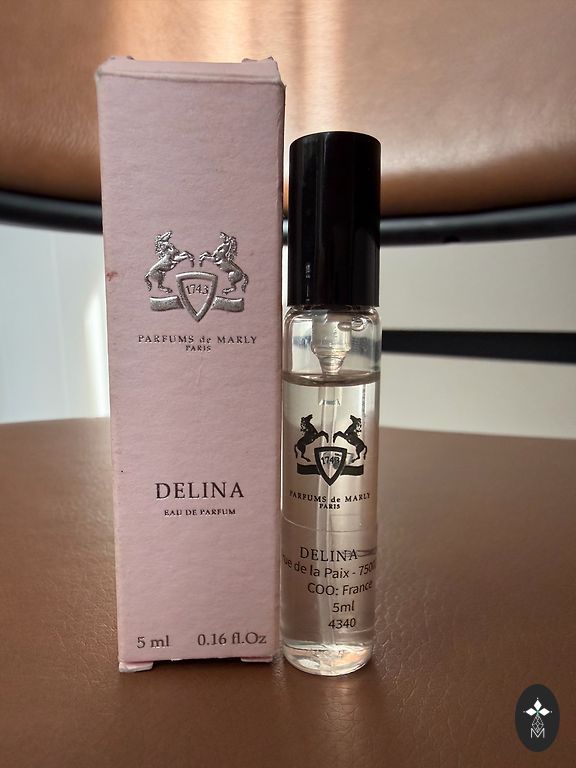 1743
PARFUMS de MARLY
PARIS
DELINA
EAU DE PARFUM
5 ml 0.16 fl.Oz
1743
PARFUMS de MARLY
PARIS
DELINA
rue de la Paix - 7500
COO: France
5ml
4340
M